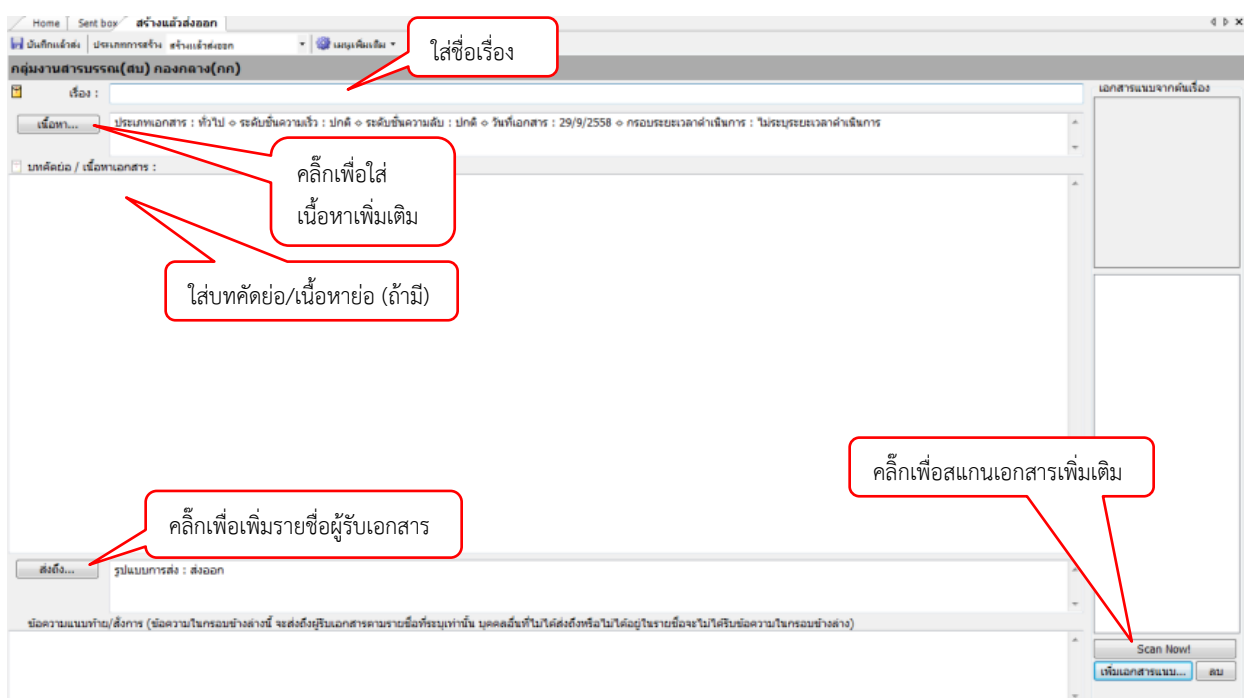 Home Sent box สร้างแล้วส่งออก
บันทึกแล้วส่ง ประเภทการสร้าง สร้างแล้วส่งออก เมนูเพิ่มเติม
ใส่ชื่อเรื่อง
กลุ่มงานสารบรรณ(สบ) กองกลาง(กก)
เรื่อง :
เอกสารแนบจากต้นเรื่อง
เนื้อหา...
ประเภทเอกสาร : ทั่วไป ◇ ระดับชั้นความเร็ว : ปกติ ◇ ระดับชั้นความลับ : ปกติ ◇ วันที่เอกสาร : 29/9/2558 ◇ กรอบระยะเวลาดำเนินการ : ไม่ระบุระยะเวลาดำเนินการ
บทคัดย่อ / เนื้อหาเอกสาร :
คลิ๊กเพื่อใส่
เนื้อหาเพิ่มเติม
ใส่บทคัดย่อ/เนื้อหาย่อ (ถ้ามี)
คลิ๊กเพื่อสแกนเอกสารเพิ่มเติม
คลิ๊กเพื่อเพิ่มรายชื่อผู้รับเอกสาร
ส่งถึง...
รูปแบบการส่ง : ส่งออก
ข้อความแนบท้าย/สั่งการ (ข้อความในกรอบข้างล่างนี้ จะส่งถึงผู้รับเอกสารตามรายชื่อที่ระบุเท่านั้น บุคคลอื่นที่ไม่ได้ส่งถึงหรือไม่ได้อยู่ในรายชื่อจะไม่ได้รับข้อความในกรอบข้างล่าง)
Scan Now!
เพิ่มเอกสารแนบ... ลบ